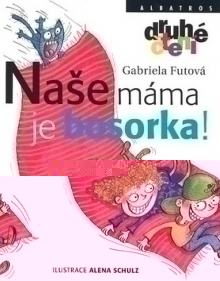 ALBATROS
druhé
čtení
Gabriela Futová
Naše máma
je bosorka!
ILUSTRACE ALENA SCHULZ